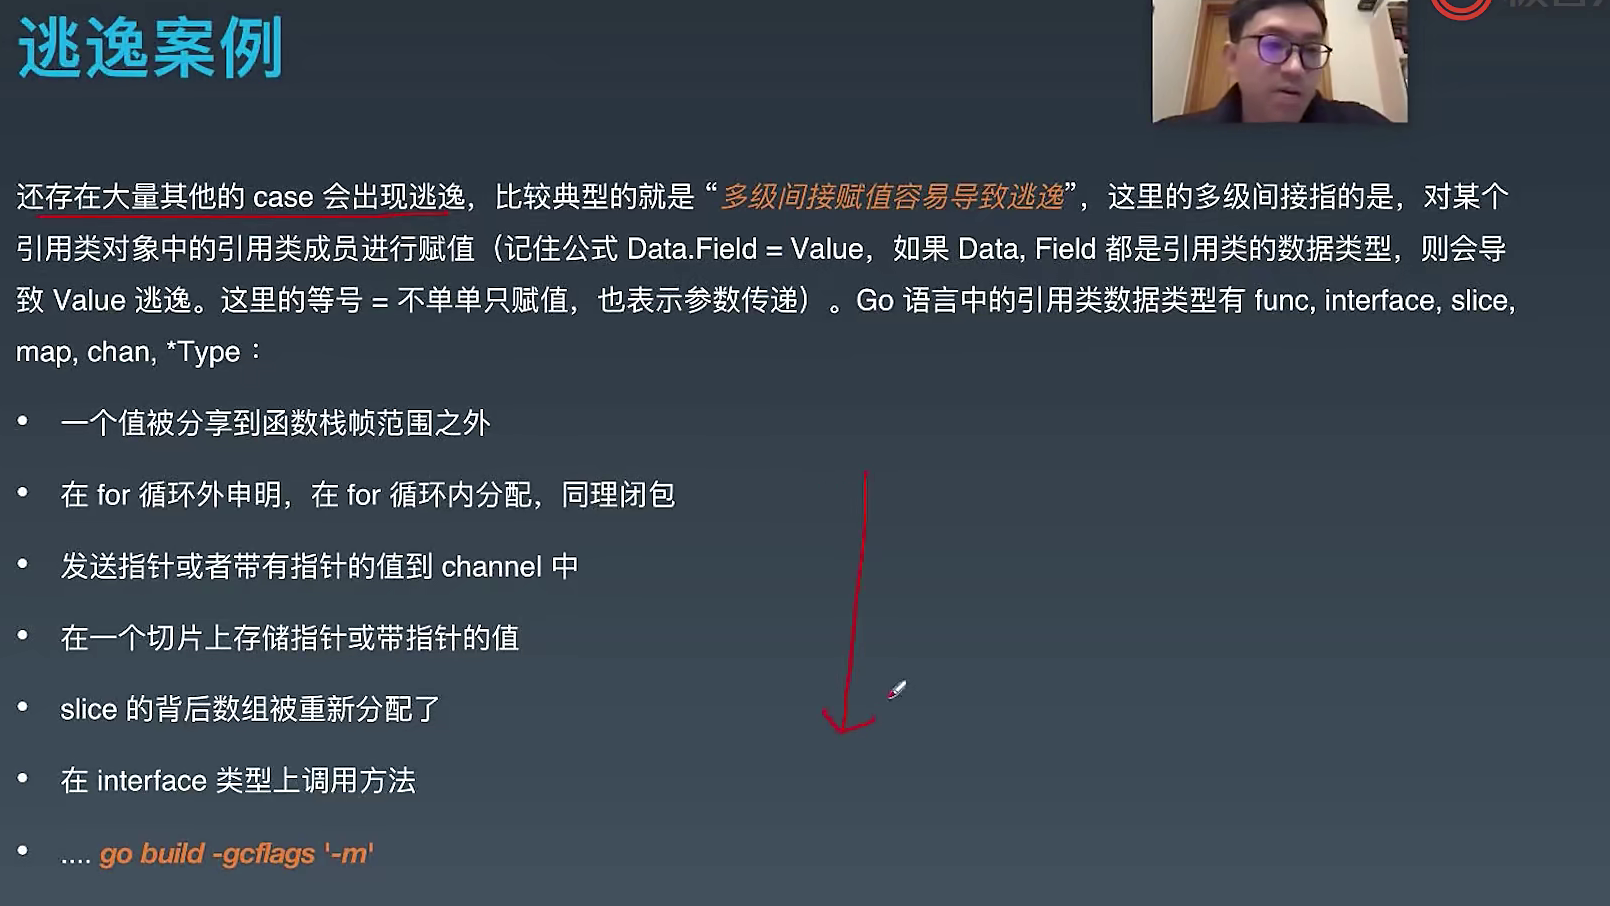 逃逸案例
还存在大量其他的 case 会出现逃逸，比较典型的就是 “多级间接赋值容易导致逃逸”，这里的多级间接指的是，对某个
引用类对象中的引用类成员进行赋值（记住公式 Data.Field = Value，如果 Data, Field 都是引用类的数据类型，则会导
致 Value 逃逸。这里的等号 = 不单单只赋值，也表示参数传递）。Go 语言中的引用类数据类型有 func, interface, slice,
map, chan, *Type：
• 一个值被分享到函数栈帧范围之外
• 在 for 循环外申明，在 for 循环内分配，同理闭包
• 发送指针或者带有指针的值到 channel 中
• 在一个切片上存储指针或带指针的值
• slice 的背后数组被重新分配了
• 在 interface 类型上调用方法
• .... go build -gcflags '-m'